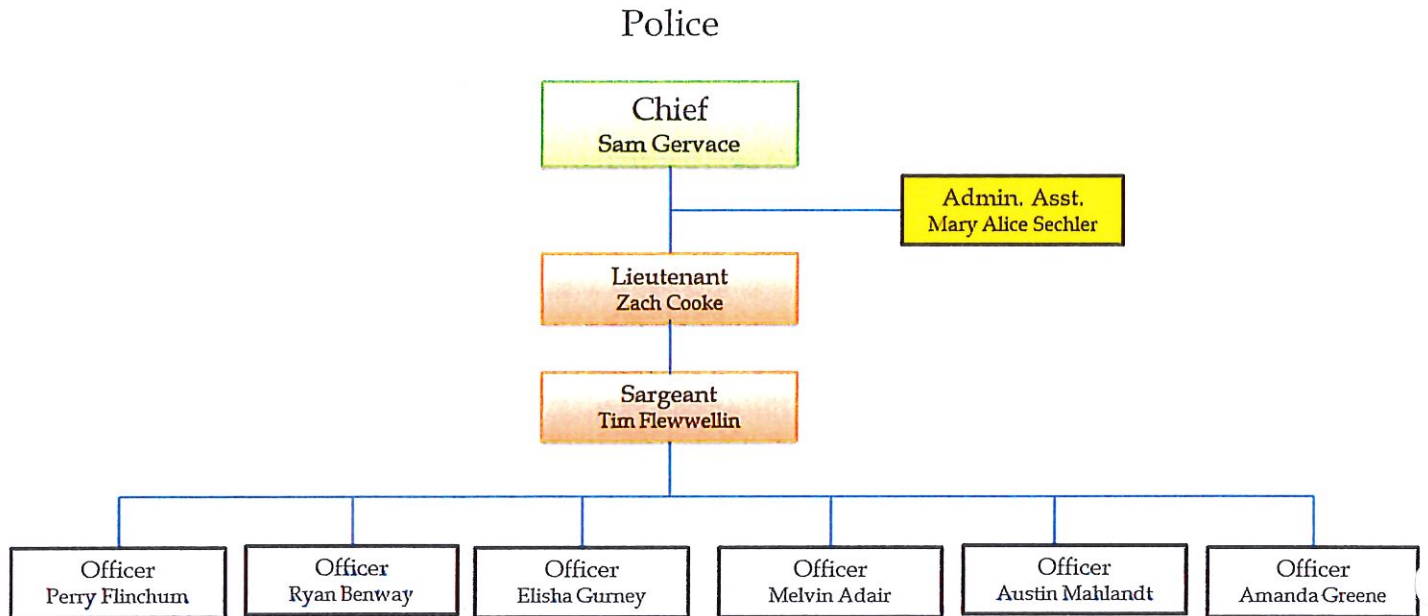 Police
Chief
Sam Gervace
Admin. Asst.
Mary Alice Sechler
Lieutenant
Zach Cooke
Sargeant
Tim Flewwellin
Officer
Perry Flinchum
Officer
Ryan Benway
Officer
Elisha Gurney
Officer
Melvin Adair
Officer
Austin Mahlandt
Officer
Amanda Greene